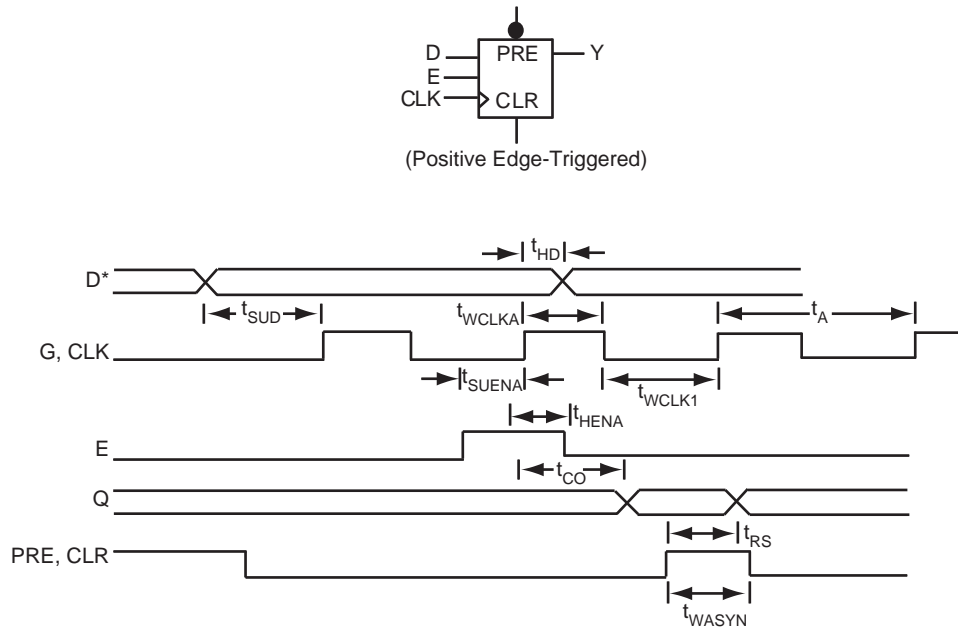 D PRE Y
E
CLK CLR
(Positive Edge-Triggered)
tHD
D*
tSUD tWCLKA tA
G, CLK
tSUENA tWCLK1
tHENA
E
tCO
Q
tRS
PRE, CLR
tWASYN